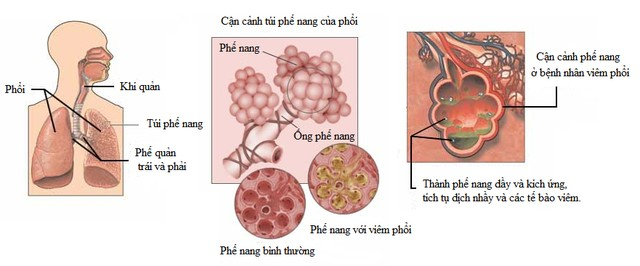 Phổi
Khí quản
Túi phế nang
Phế quản
trái và phải
Cận cảnh túi phế nang của phổi
Phế nang
Ống phế nang
Phế nang với viêm phổi
Phế nang bình thường
Cận cảnh phế nang
ở bệnh nhân viêm phổi
Thành phế nang dầy và kích ứng,
tích tụ dịch nhầy và các tế bào viêm.